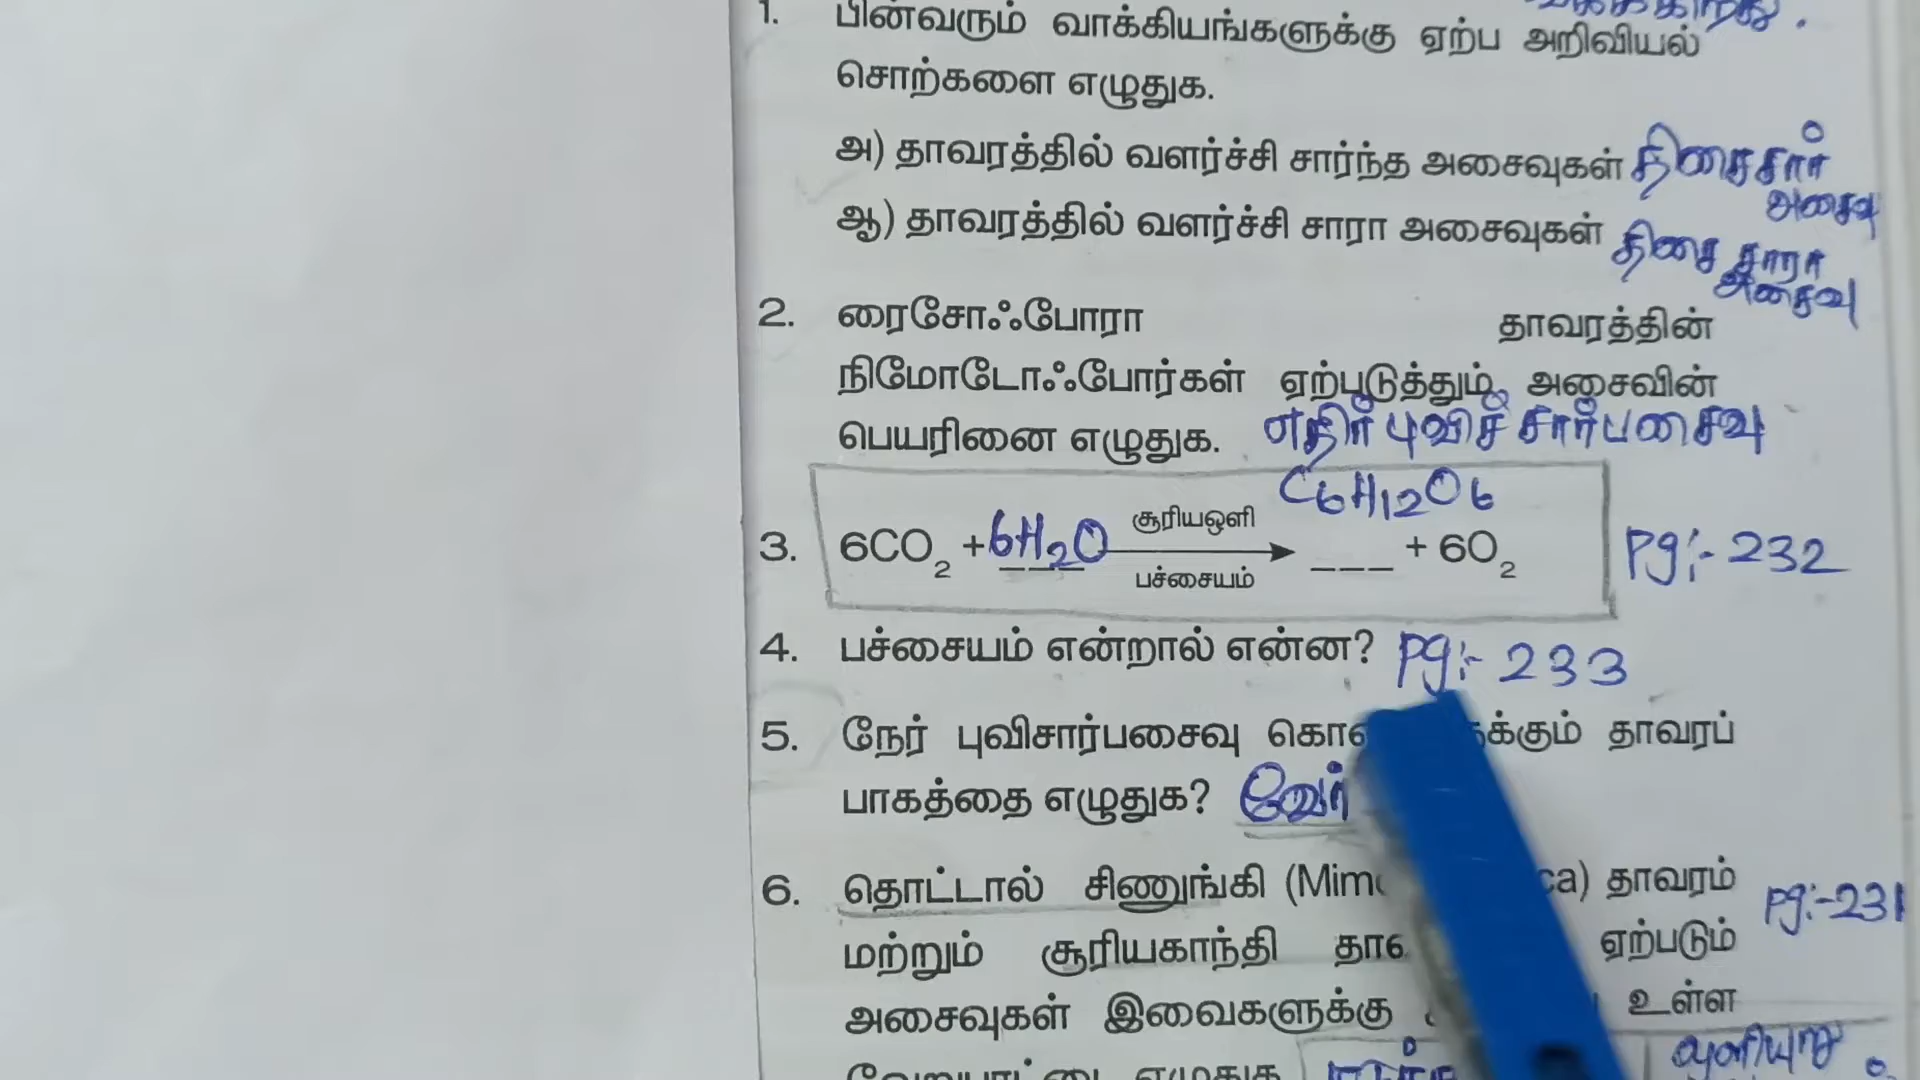 1. பின்வரும் வாக்கியங்களுக்கு ஏற்ப அறிவியல்
சொற்களை எழுதுக.
அ) தாவரத்தில் வளர்ச்சி சார்ந்த அசைவுகள் திசைசார்
அசைவு
ஆ) தாவரத்தில் வளர்ச்சி சாரா அசைவுகள் திசை சாரா
அசைவு
2. ரைசோஃபோரா தாவரத்தின்
நிமோடோஃபோர்கள் ஏற்படுத்தும் அசைவின்
பெயரினை எழுதுக. எதிர் புவிச் சார்பசைவு
C6H12O6
சூரியஒளி
3. 6CO2 + 6H2O ___ + 6O2 Pg:- 232
பச்சையம்
4. பச்சையம் என்றால் என்ன? Pg:- 233
5. நேர் புவிசார்பசைவு தாவரப்
பாகத்தை எழுதுக? வேர்
6. தொட்டால் சிணுங்கி தாவரம் Pg:-231
மற்றும் சூரியகாந்தி ஏற்படும்
அசைவுகள் இவைகளுக்கு உள்ள